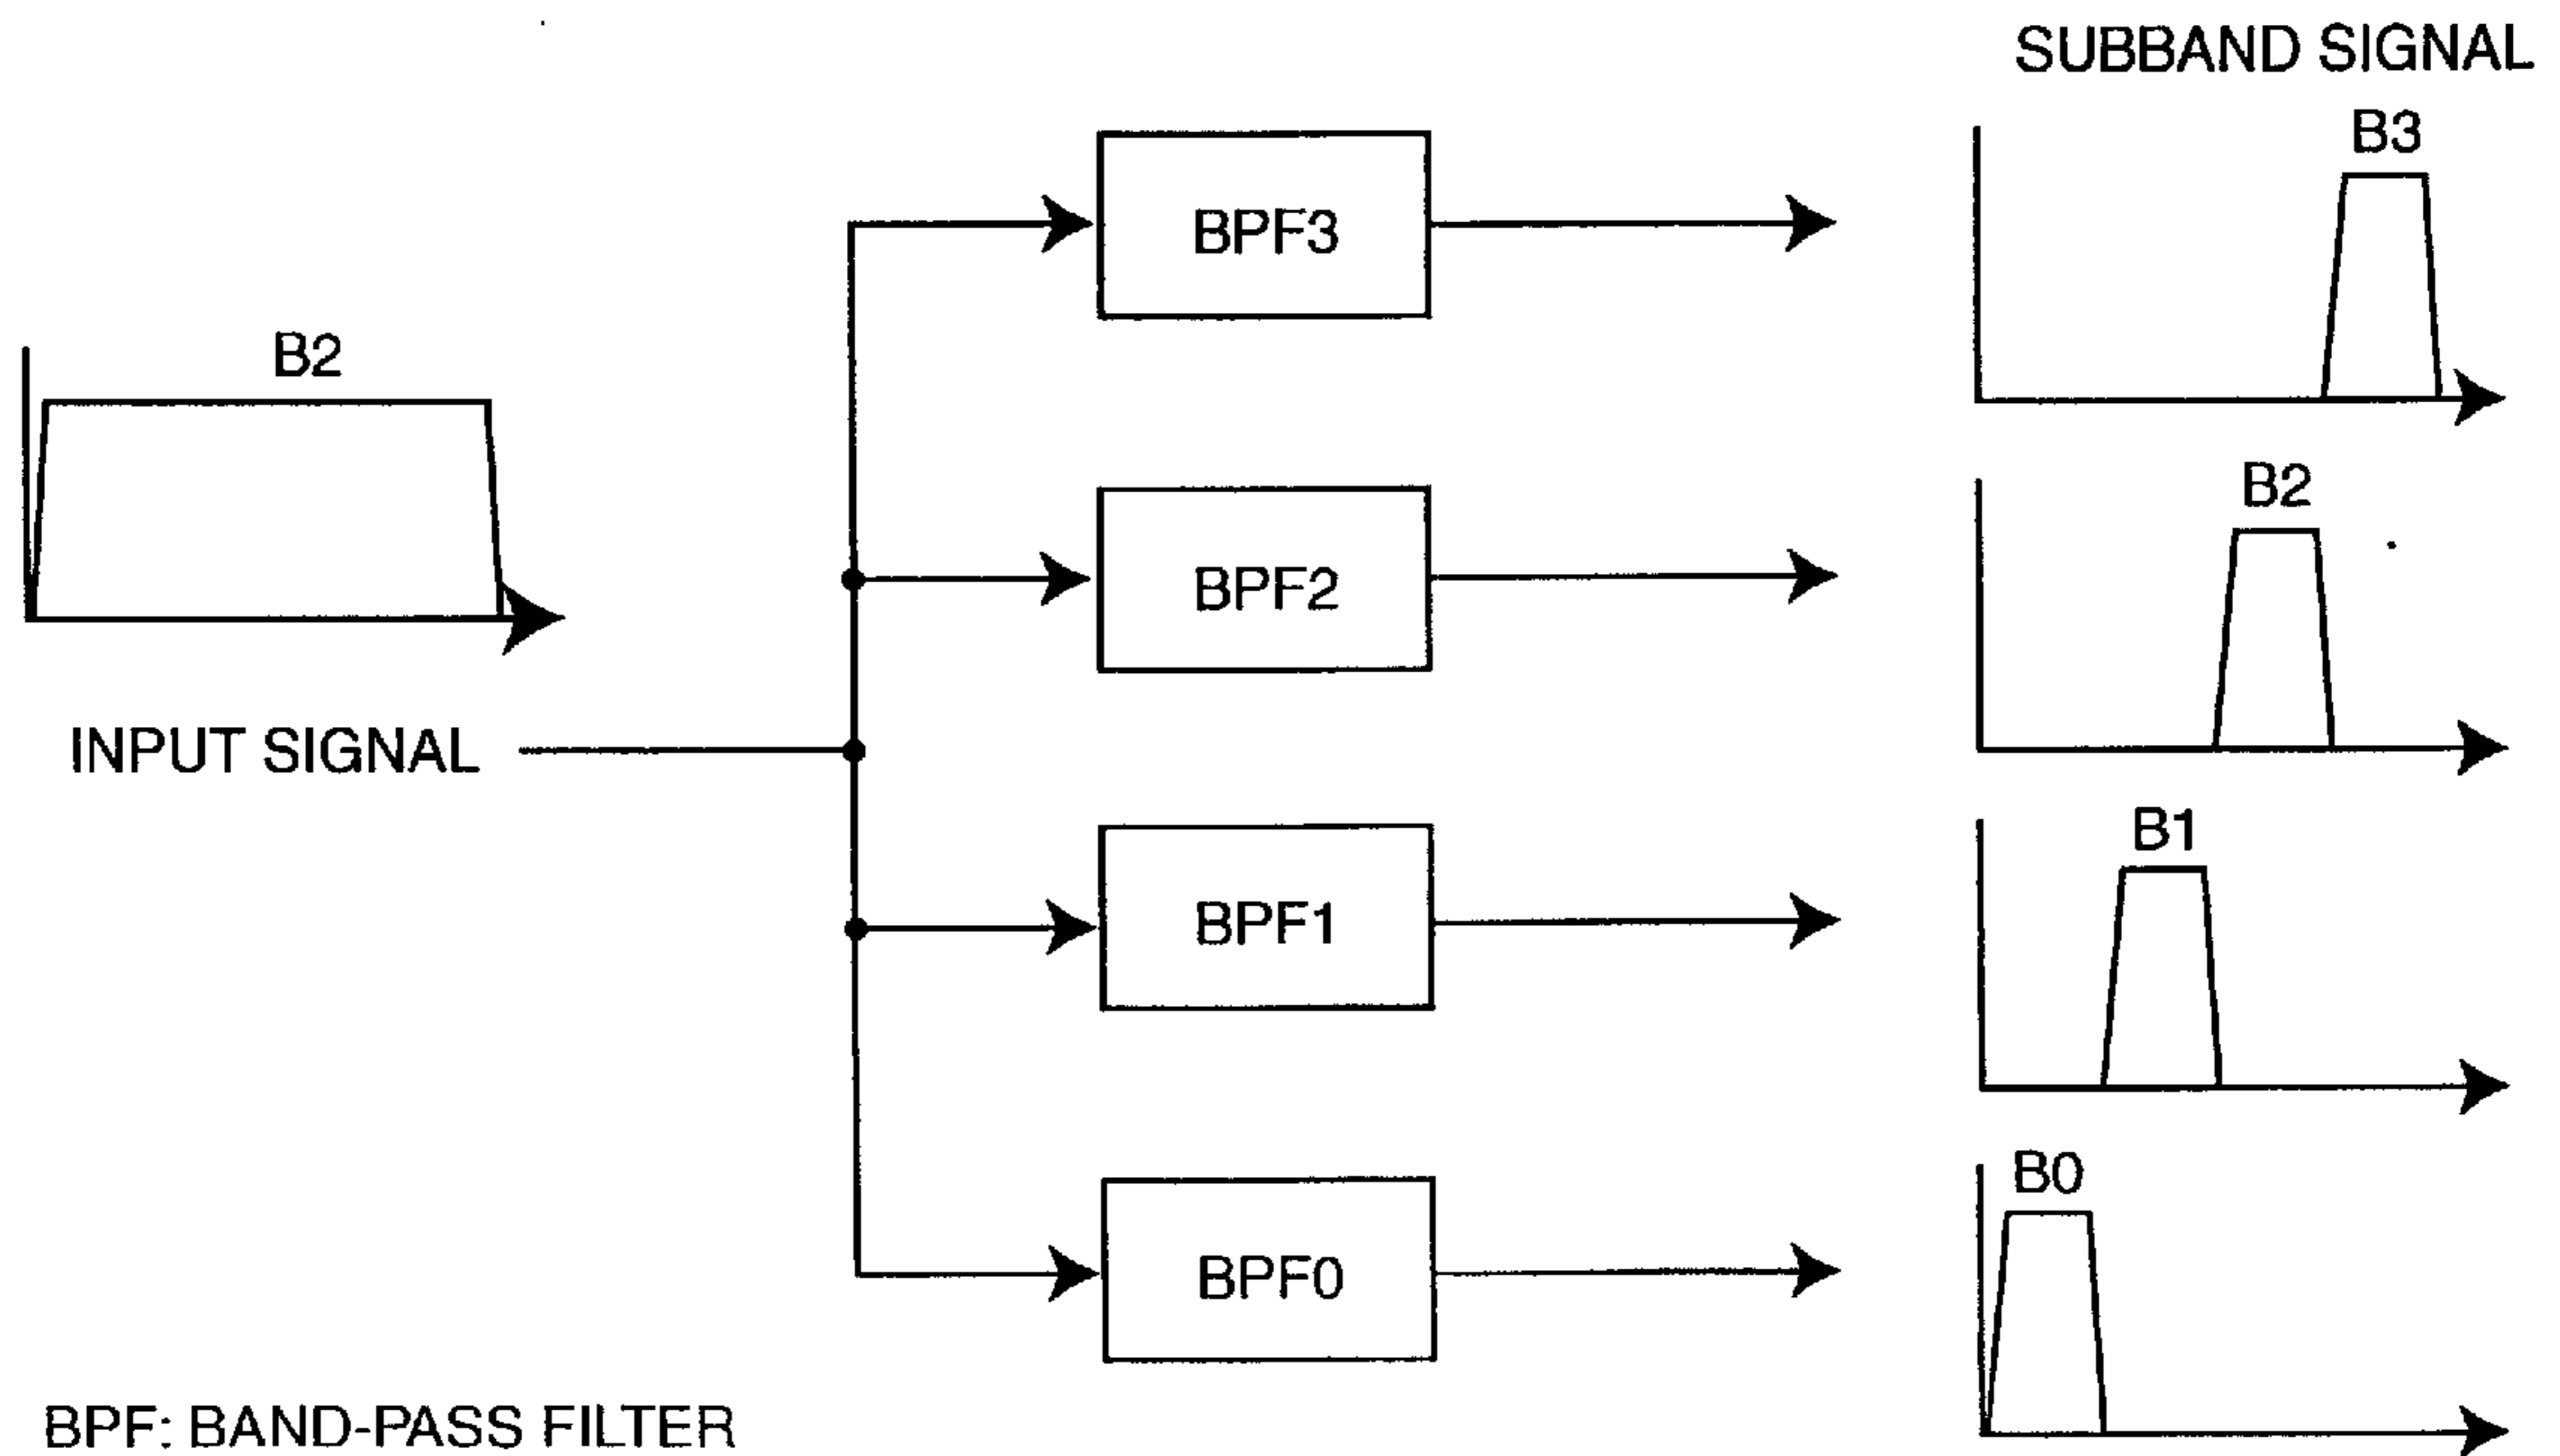 SUBBAND SIGNAL
B3
BPF3
B2
B2
BPF2
INPUT SIGNAL
B1
BPF1
B0
BPF0
BPF: BAND-PASS FILTER